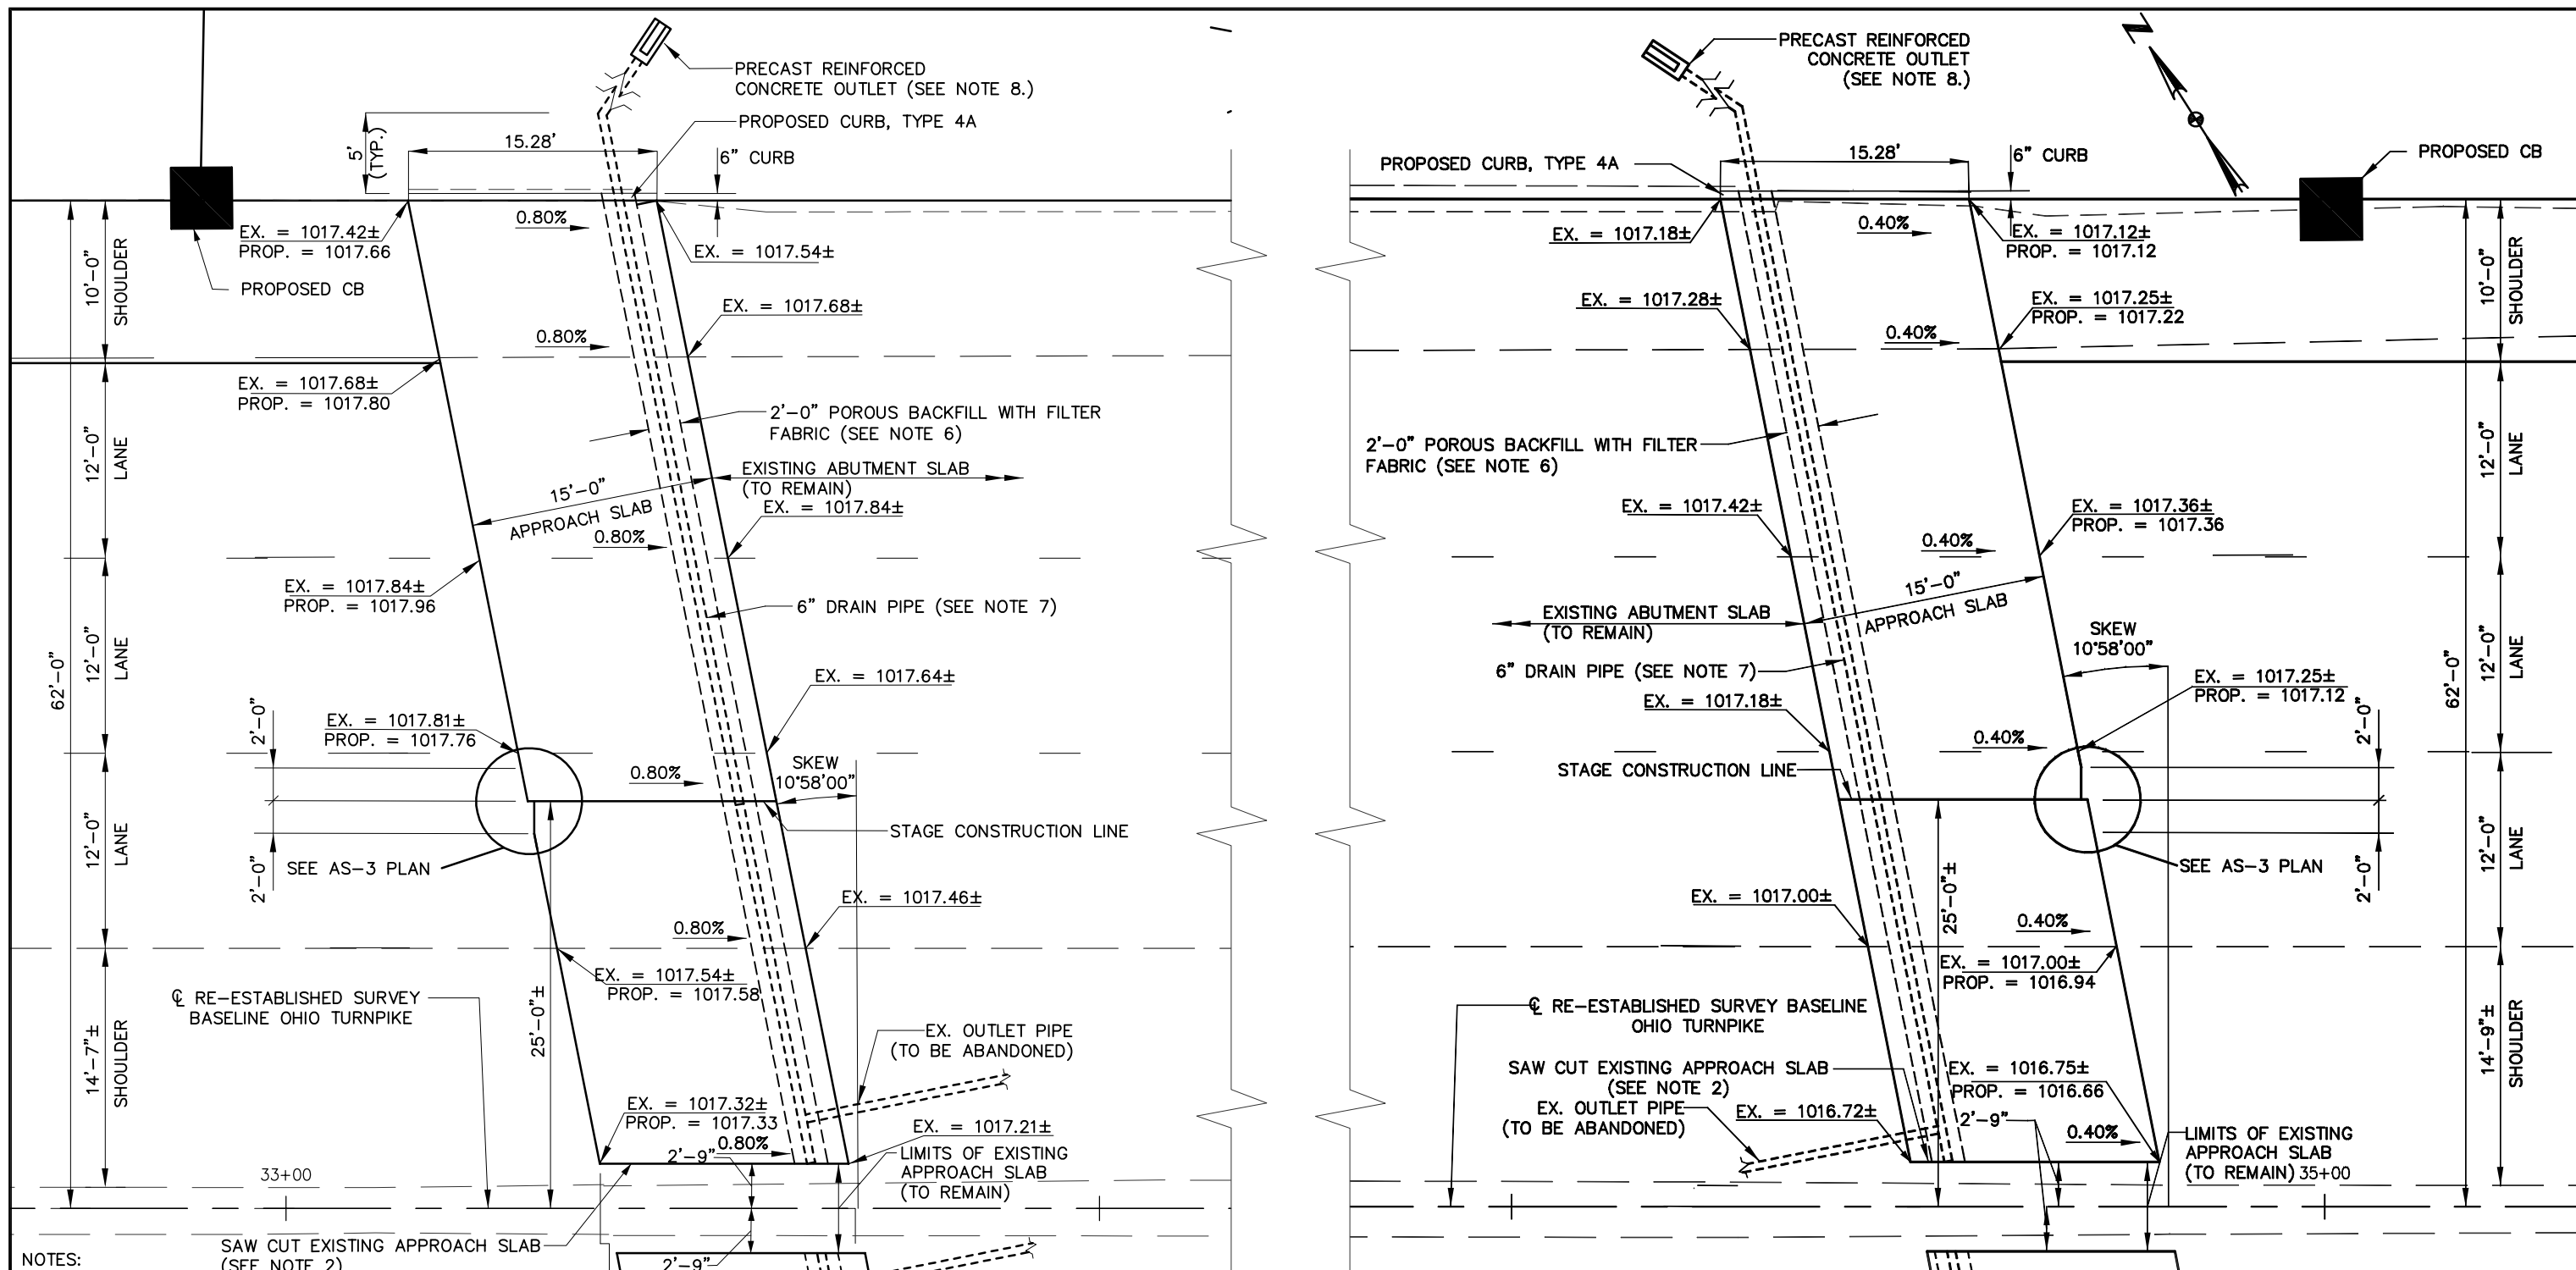 PRECAST REINFORCED
CONCRETE OUTLET (SEE NOTE 8.)
PROPOSED CURB, TYPE 4A
5'
(TYP.)
15.28'
6" CURB
0.80%
EX. = 1017.42±
PROP. = 1017.66
EX. = 1017.54±
PROPOSED CB
10'-0"
SHOULDER
EX. = 1017.68±
0.80%
EX. = 1017.68±
PROP. = 1017.80
2'-0" POROUS BACKFILL WITH FILTER
FABRIC (SEE NOTE 6)
12'-0"
LANE
EXISTING ABUTMENT SLAB
(TO REMAIN)
15'-0"
APPROACH SLAB
EX. = 1017.84±
0.80%
EX. = 1017.84±
PROP. = 1017.96
6" DRAIN PIPE (SEE NOTE 7)
12'-0"
LANE
62'-0"
EX. = 1017.64±
2'-0"
EX. = 1017.81±
PROP. = 1017.76
SKEW
10°58'00"
0.80%
STAGE CONSTRUCTION LINE
12'-0"
LANE
2'-0"
SEE AS-3 PLAN
EX. = 1017.46±
0.80%
EX. = 1017.54±
PROP. = 1017.58
℄ RE-ESTABLISHED SURVEY
BASELINE OHIO TURNPIKE
25'-0"±
14'-7"±
SHOULDER
EX. OUTLET PIPE
(TO BE ABANDONED)
EX. = 1017.32±
PROP. = 1017.33
0.80%
2'-9"
EX. = 1017.21±
LIMITS OF EXISTING
APPROACH SLAB
(TO REMAIN)
33+00
NOTES:
SAW CUT EXISTING APPROACH SLAB
(SEE NOTE 2)
2'-9"
PRECAST REINFORCED
CONCRETE OUTLET
(SEE NOTE 8.)
N
PROPOSED CURB, TYPE 4A
15.28'
6" CURB
PROPOSED CB
EX. = 1017.18±
0.40%
EX. = 1017.12±
PROP. = 1017.12
10'-0"
SHOULDER
EX. = 1017.28±
0.40%
EX. = 1017.25±
PROP. = 1017.22
2'-0" POROUS BACKFILL WITH FILTER
FABRIC (SEE NOTE 6)
12'-0"
LANE
EX. = 1017.42±
0.40%
EX. = 1017.36±
PROP. = 1017.36
15'-0"
APPROACH SLAB
EXISTING ABUTMENT SLAB
(TO REMAIN)
SKEW
10°58'00"
6" DRAIN PIPE (SEE NOTE 7)
12'-0"
LANE
62'-0"
EX. = 1017.18±
EX. = 1017.25±
PROP. = 1017.12
0.40%
2'-0"
STAGE CONSTRUCTION LINE
12'-0"
LANE
2'-0"
SEE AS-3 PLAN
EX. = 1017.00±
25'-0"±
0.40%
EX. = 1017.00±
PROP. = 1016.94
℄ RE-ESTABLISHED SURVEY BASELINE
OHIO TURNPIKE
14'-9"±
SHOULDER
SAW CUT EXISTING APPROACH SLAB
(SEE NOTE 2)
EX. OUTLET PIPE
(TO BE ABANDONED)
EX. = 1016.72±
EX. = 1016.75±
PROP. = 1016.66
2'-9"
0.40%
LIMITS OF EXISTING
APPROACH SLAB
(TO REMAIN) 35+00